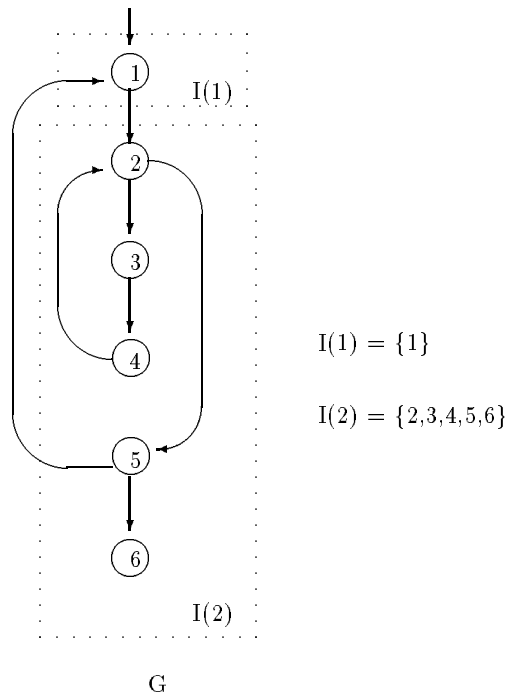 1
I(1)
2
3
4
I(1) = {1}
I(2) = {2,3,4,5,6}
5
6
I(2)
G